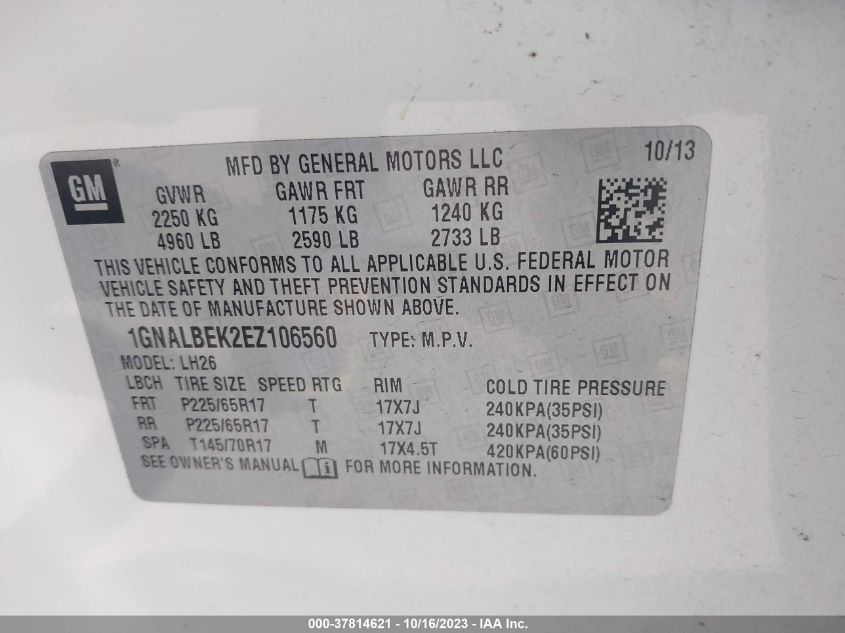 GM ®
MFD BY GENERAL MOTORS LLC 10/13
GVWR GAWR FRT GAWR RR
2250 KG 1175 KG 1240 KG
4960 LB 2590 LB 2733 LB
THIS VEHICLE CONFORMS TO ALL APPLICABLE U.S. FEDERAL MOTOR
VEHICLE SAFETY AND THEFT PREVENTION STANDARDS IN EFFECT ON
THE DATE OF MANUFACTURE SHOWN ABOVE.
1GNALBEK2EZ106560 TYPE: M.P.V.
MODEL: LH26
LBCH TIRE SIZE SPEED RTG RIM COLD TIRE PRESSURE
FRT P225/65R17 T 17X7J 240KPA(35PSI)
RR P225/65R17 T 17X7J 240KPA(35PSI)
SPA T145/70R17 M 17X4.5T 420KPA(60PSI)
SEE OWNER'S MANUAL i FOR MORE INFORMATION.
000-37814621 - 10/16/2023 - IAA Inc.